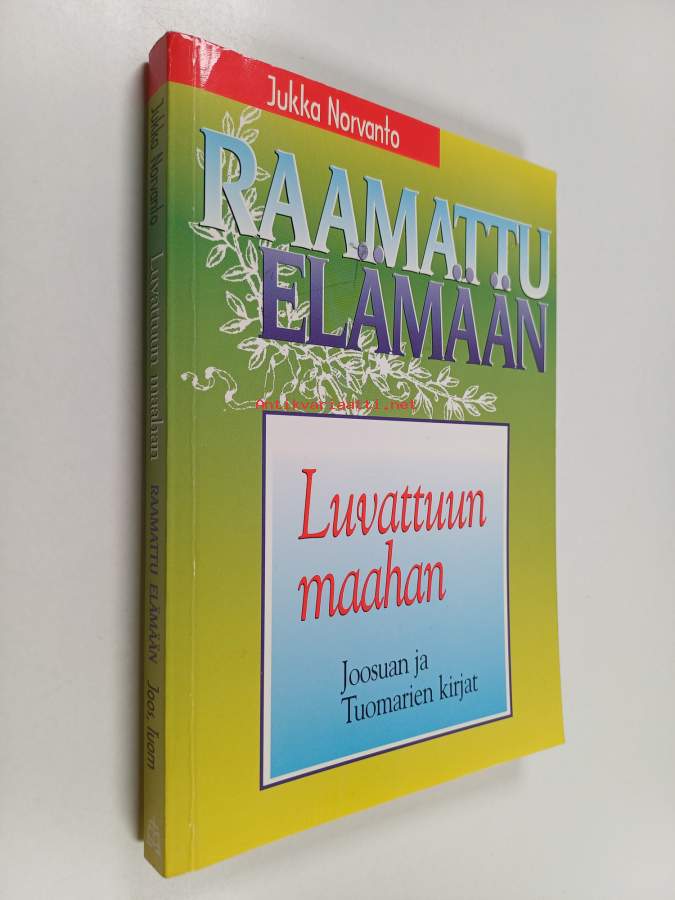 Jukka Norvanto
RAAMATTU
ELÄMÄÄN
Antikvariaatti.net
Luvattuun
maahan
Joosuan ja
Tuomarien kirjat
Jukka Norvanto Luvattuun maahan RAAMATTU ELÄMÄÄN Joos, Tuom